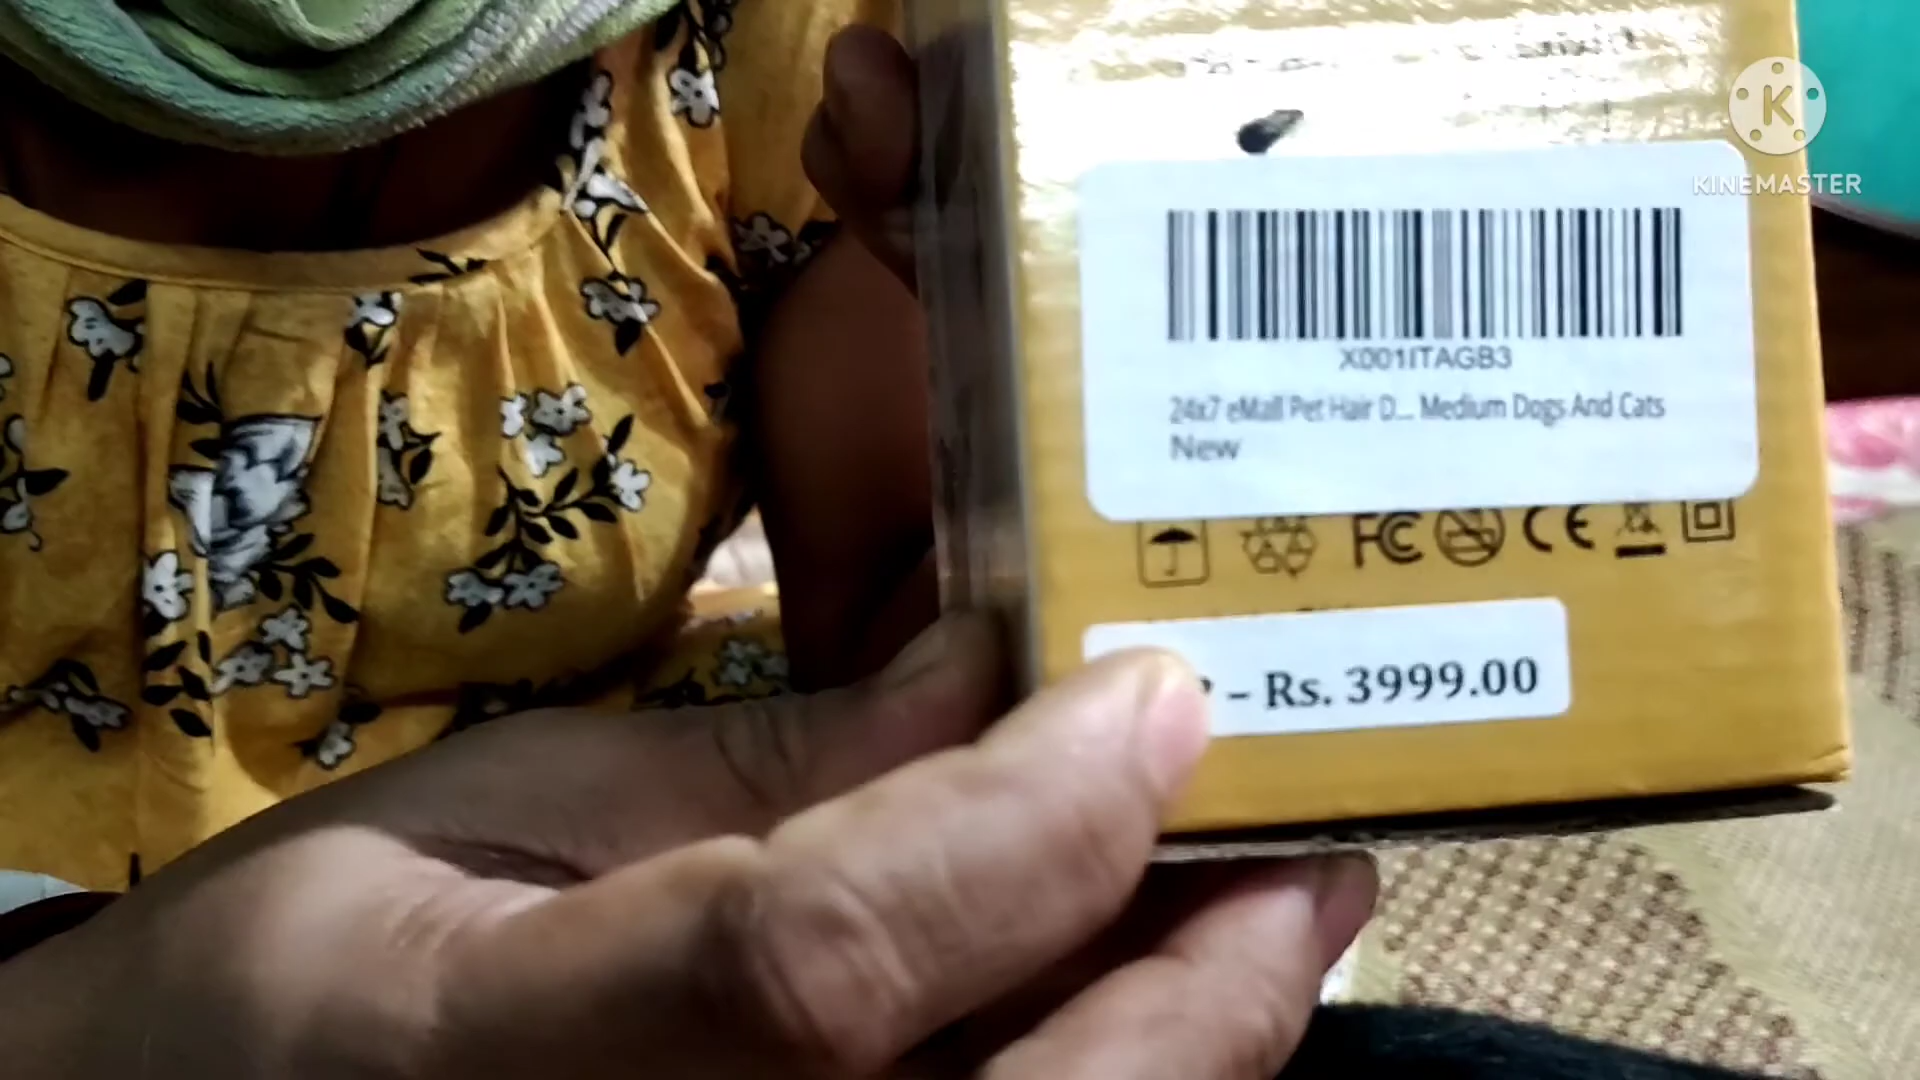 K
KINEMASTER
X001ITAGB3
24x7 eMall Pet Hair D... Medium Dogs And Cats
New
FC CE
– Rs. 3999.00